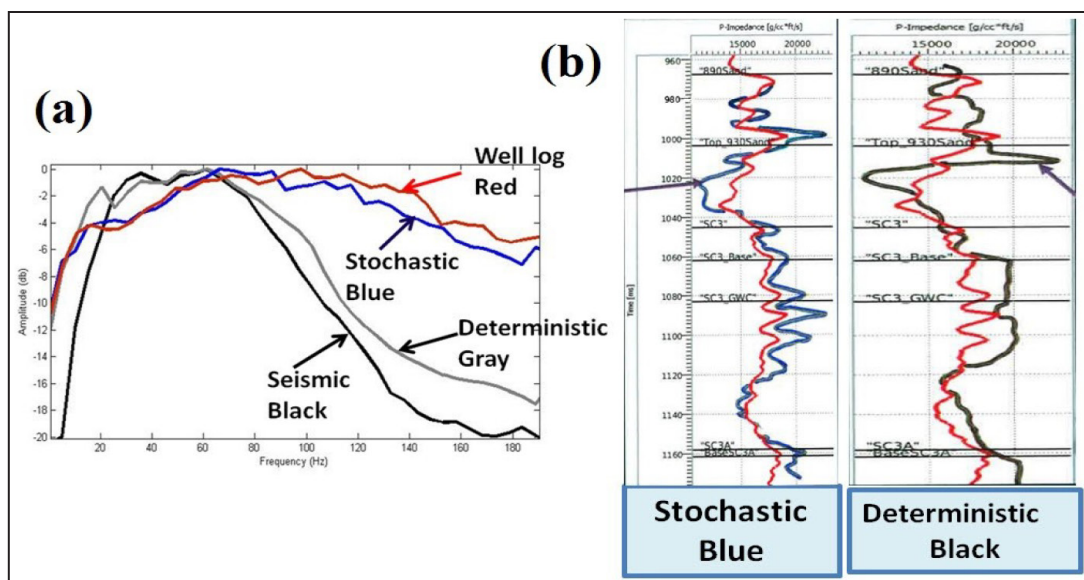 (a)
Well log
Red
Stochastic
Blue
Deterministic
Gray
Seismic
Black
Amplitude (db)
0
-2
-4
-6
-8
-10
-12
-14
-16
-18
-20
20 40 60 80 100 120 140 160 180
Frequency (Hz)
(b)
P-Impedance [g/cc*ft/s]
15000 20000
Time [ms]
960
980
1000
1020
1040
1060
1080
1100
1120
1140
1160
"890Sand"
"Top_930Sand"
"SC3"
"SC3_Base"
"SC3_GWC"
"SC3A"
"BaseSC3A"
Stochastic
Blue
P-Impedance [g/cc*ft/s]
15000 20000
"890Sand"
"Top_930Sand"
"SC3"
"SC3_Base"
"SC3_GWC"
"SC3A"
"BaseSC3A"
Deterministic
Black